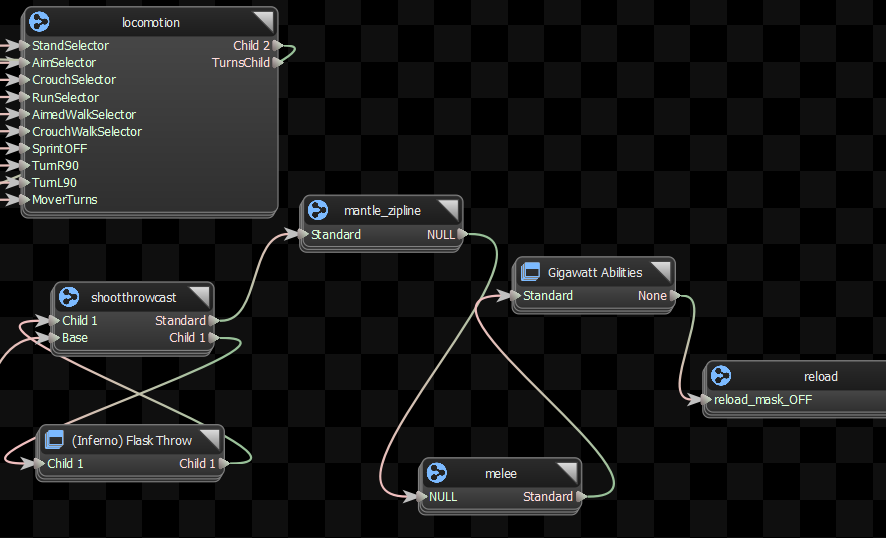 locomotion
StandSelector Child 2
AimSelector TurnsChild
CrouchSelector
RunSelector
AimedWalkSelector
CrouchWalkSelector
SprintOFF
TurnR90
TurnL90
MoverTurns
mantle_zipline
Standard NULL
Gigawatt Abilities
Standard None
shootthrowcast
Child 1 Standard
Base Child 1
reload
reload_mask_OFF
(Inferno) Flask Throw
Child 1 Child 1
melee
NULL Standard